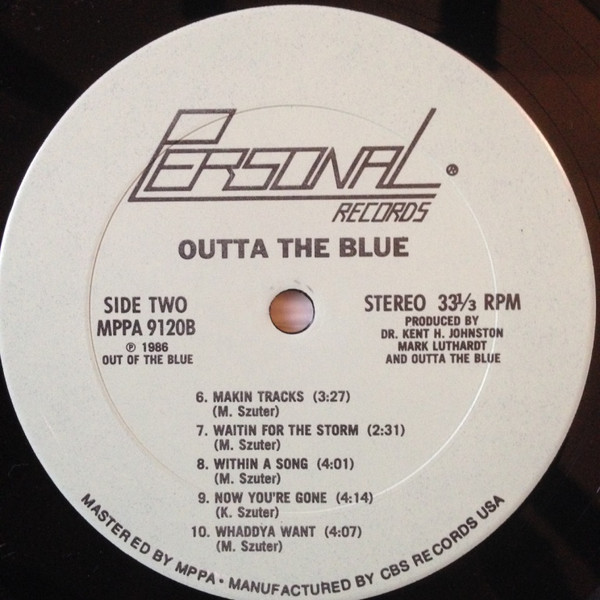 PERSONAL ®
RECORDS
OUTTA THE BLUE
SIDE TWO
MPPA 9120B
℗ 1986
OUT OF THE BLUE
STEREO 33⅓ RPM
PRODUCED BY
DR. KENT H. JOHNSTON
MARK LUTHARDT
AND OUTTA THE BLUE
6. MAKIN TRACKS (3:27)
(M. Szuter)
7. WAITIN FOR THE STORM (2:31)
(M. Szuter)
8. WITHIN A SONG (4:01)
(M. Szuter)
9. NOW YOU'RE GONE (4:14)
(K. Szuter)
10. WHADDYA WANT (4:07)
(M. Szuter)
MASTERED BY MPPA • MANUFACTURED BY CBS RECORDS USA